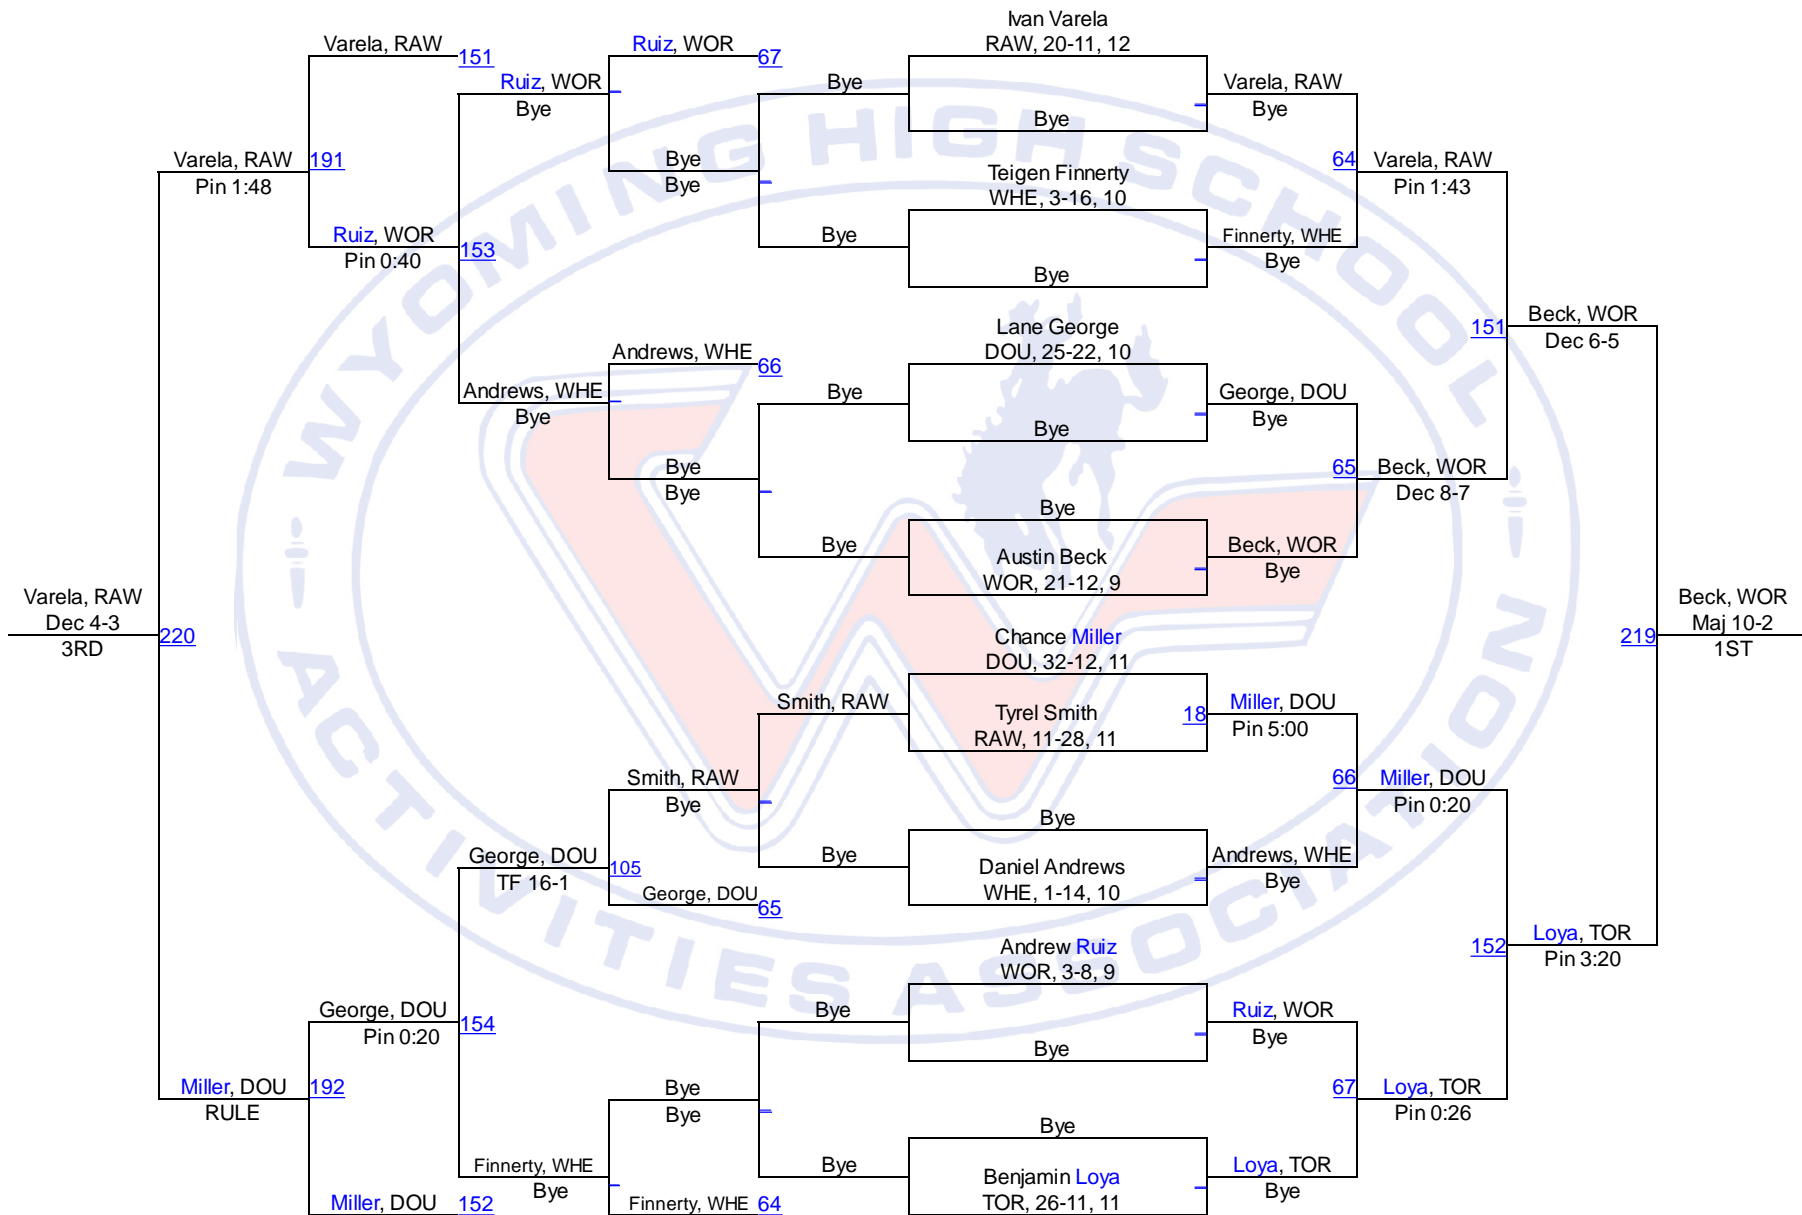 WYOMING HIGH SCHOOL
ACTIVITIES ASSOCIATION
Varela, RAW
151
Ruiz, WOR
Bye
Ruiz, WOR
67
Varela, RAW
191
Pin 1:48
Ruiz, WOR
153
Pin 0:40
Bye
Bye
Bye
Bye
Andrews, WHE
66
Andrews, WHE
Bye
Bye
Bye
Bye
Bye
Varela, RAW
Dec 4-3
3RD
220
Smith, RAW
Smith, RAW
Bye
Bye
George, DOU
105
TF 16-1
George, DOU
65
George, DOU
154
Pin 0:20
Miller, DOU
192
RULE
Bye
Bye
Bye
Bye
Finnerty, WHE
Bye
Miller, DOU
152
Finnerty, WHE
64
Ivan Varela
RAW, 20-11, 12
Bye
Varela, RAW
Bye
Teigen Finnerty
WHE, 3-16, 10
Bye
Finnerty, WHE
Bye
64
Varela, RAW
Pin 1:43
Lane George
DOU, 25-22, 10
Bye
George, DOU
Bye
Bye
Austin Beck
WOR, 21-12, 9
Beck, WOR
Bye
65
Beck, WOR
Dec 8-7
151
Beck, WOR
Dec 6-5
Chance Miller
DOU, 32-12, 11
Tyrel Smith
RAW, 11-28, 11
18
Miller, DOU
Pin 5:00
Bye
Daniel Andrews
WHE, 1-14, 10
Andrews, WHE
Bye
66
Miller, DOU
Pin 0:20
Andrew Ruiz
WOR, 3-8, 9
Bye
Ruiz, WOR
Bye
Bye
Benjamin Loya
TOR, 26-11, 11
Loya, TOR
Bye
67
Loya, TOR
Pin 0:26
152
Loya, TOR
Pin 3:20
219
Beck, WOR
Maj 10-2
1ST